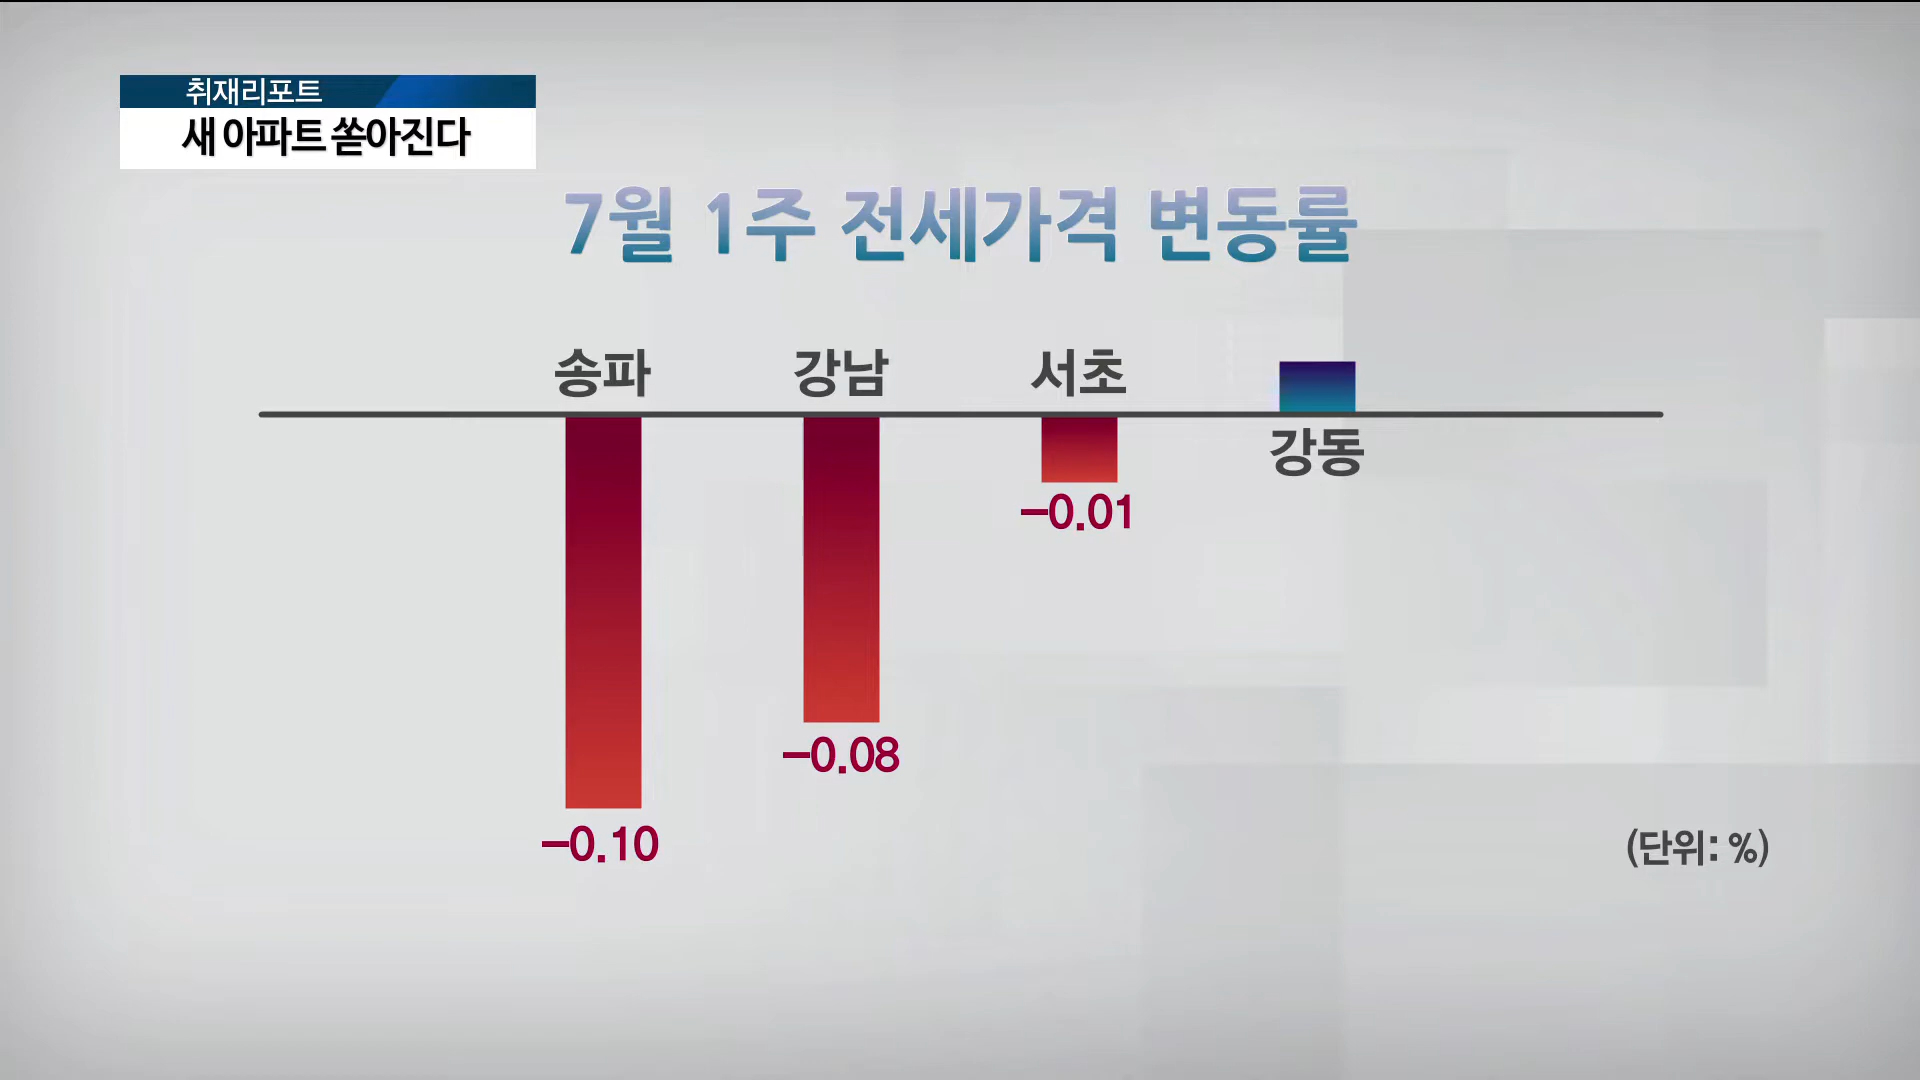 취재리포트
새 아파트 쏟아진다
7월 1주 전세가격 변동률
송파 강남 서초
강동
-0.01
-0.08
-0.10
(단위: %)